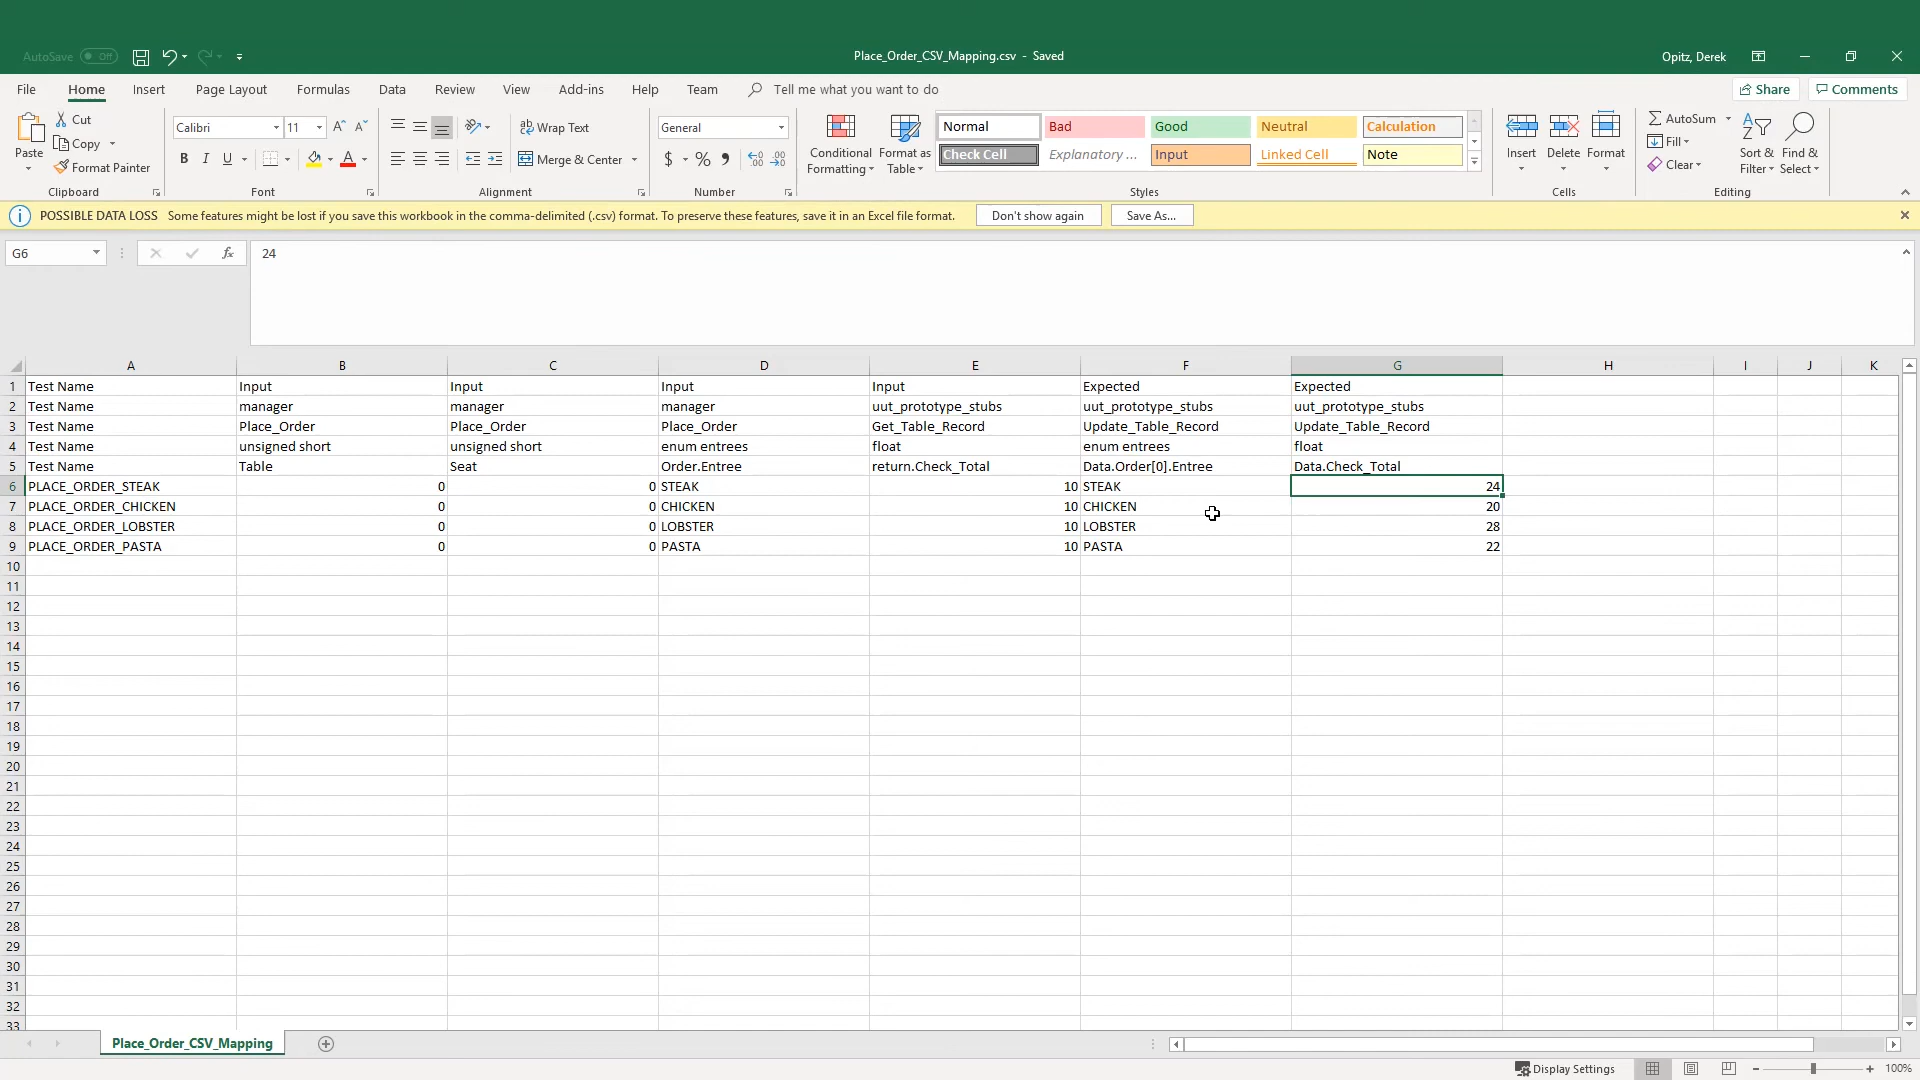 AutoSave Off Place_Order_CSV_Mapping.csv - Saved Opitz, Derek
File Home Insert Page Layout Formulas Data Review View Add-ins Help Team Tell me what you want to do Share Comments
Paste Cut Copy Format Painter Clipboard
Calibri 11 A A B I U A Font
Wrap Text Merge & Center Alignment
General $ % , Number
Conditional Formatting Format as Table
Normal Bad Good Neutral Calculation
Check Cell Explanatory ... Input Linked Cell Note
Styles
Insert Delete Format Cells
AutoSum Fill Clear Sort & Filter Find & Select Editing
POSSIBLE DATA LOSS Some features might be lost if you save this workbook in the comma-delimited (.csv) format. To preserve these features, save it in an Excel file format. Don't show again Save As...
G6 fx 24
A B C D E F G H I J K
1 Test Name Input Input Input Input Expected Expected
2 Test Name manager manager manager uut_prototype_stubs uut_prototype_stubs uut_prototype_stubs
3 Test Name Place_Order Place_Order Place_Order Get_Table_Record Update_Table_Record Update_Table_Record
4 Test Name unsigned short unsigned short enum entrees float enum entrees float
5 Test Name Table Seat Order.Entree return.Check_Total Data.Order[0].Entree Data.Check_Total
6 PLACE_ORDER_STEAK 0 0 STEAK 10 STEAK 24
7 PLACE_ORDER_CHICKEN 0 0 CHICKEN 10 CHICKEN 20
8 PLACE_ORDER_LOBSTER 0 0 LOBSTER 10 LOBSTER 28
9 PLACE_ORDER_PASTA 0 0 PASTA 10 PASTA 22
10
11
12
13
14
15
16
17
18
19
20
21
22
23
24
25
26
27
28
29
30
31
32
33
Place_Order_CSV_Mapping
Display Settings 100%